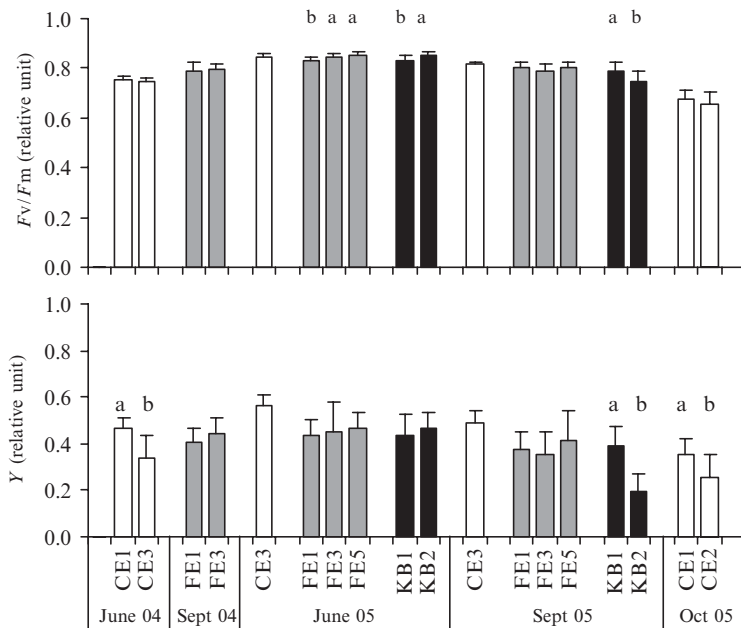 1.0
b a a b a a b
0.8
0.6
0.4
0.2
0.0
Fv/Fm (relative unit)
1.0
0.8
0.6
a b a b a b
0.4
0.2
0.0
Y (relative unit)
CE1 CE3 FE1 FE3 CE3 FE1 FE3 FE5 KB1 KB2 CE3 FE1 FE3 FE5 KB1 KB2 CE1 CE2
June 04 Sept 04 June 05 Sept 05 Oct 05